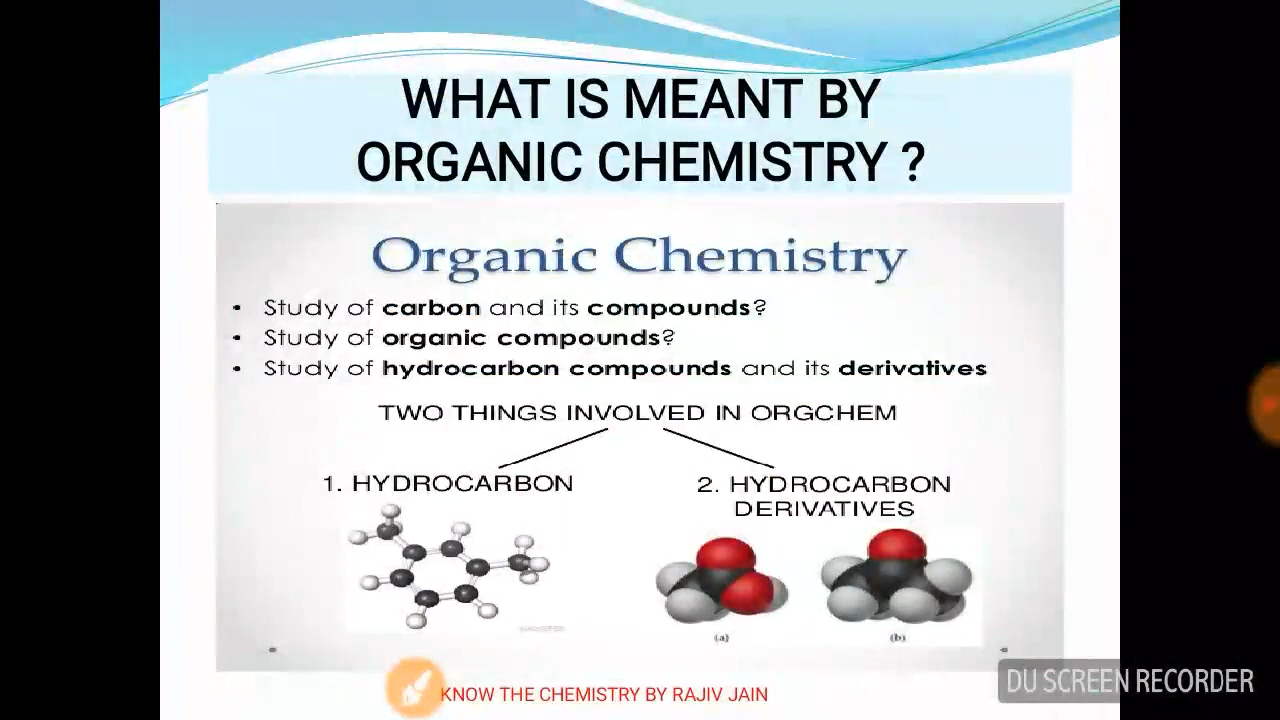 WHAT IS MEANT BY
ORGANIC CHEMISTRY ?
Organic Chemistry
• Study of carbon and its compounds?
• Study of organic compounds?
• Study of hydrocarbon compounds and its derivatives
TWO THINGS INVOLVED IN ORGCHEM
1. HYDROCARBON
2. HYDROCARBON
DERIVATIVES
(a)
(b)
KNOW THE CHEMISTRY BY RAJIV JAIN
DU SCREEN RECORDER